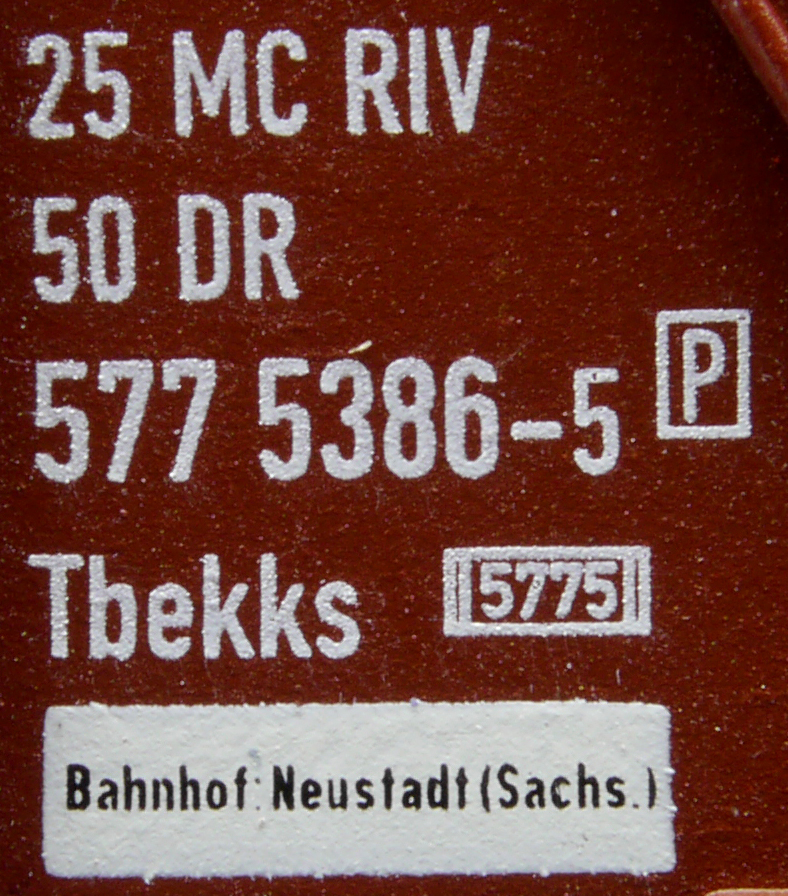 25 MC RIV
50 DR
577 5386-5 P
Tbekks 5775
Bahnhof: Neustadt (Sachs.)